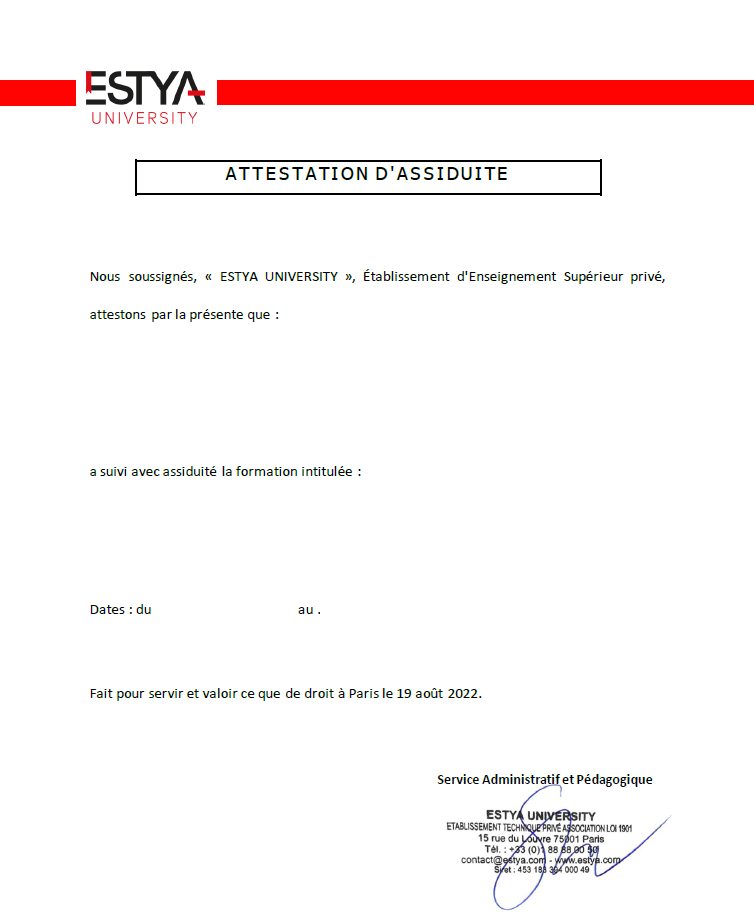 ESTYA
UNIVERSITY
ATTESTATION D'ASSIDUITE
Nous soussignés, « ESTYA UNIVERSITY », Établissement d'Enseignement Supérieur privé,
attestons par la présente que :
a suivi avec assiduité la formation intitulée :
Dates : du au .
Fait pour servir et valoir ce que de droit à Paris le 19 août 2022.
Service Administratif et Pédagogique
ESTYA UNIVERSITY
ETABLISSEMENT TECHNIQUE PRIVÉ ASSOCIATION LOI 1901
15 rue du Louvre 75001 Paris
Tél. : +33 (0)1 88 88 00 50
contact@estya.com - www.estya.com
Siret : 453 183 394 000 49